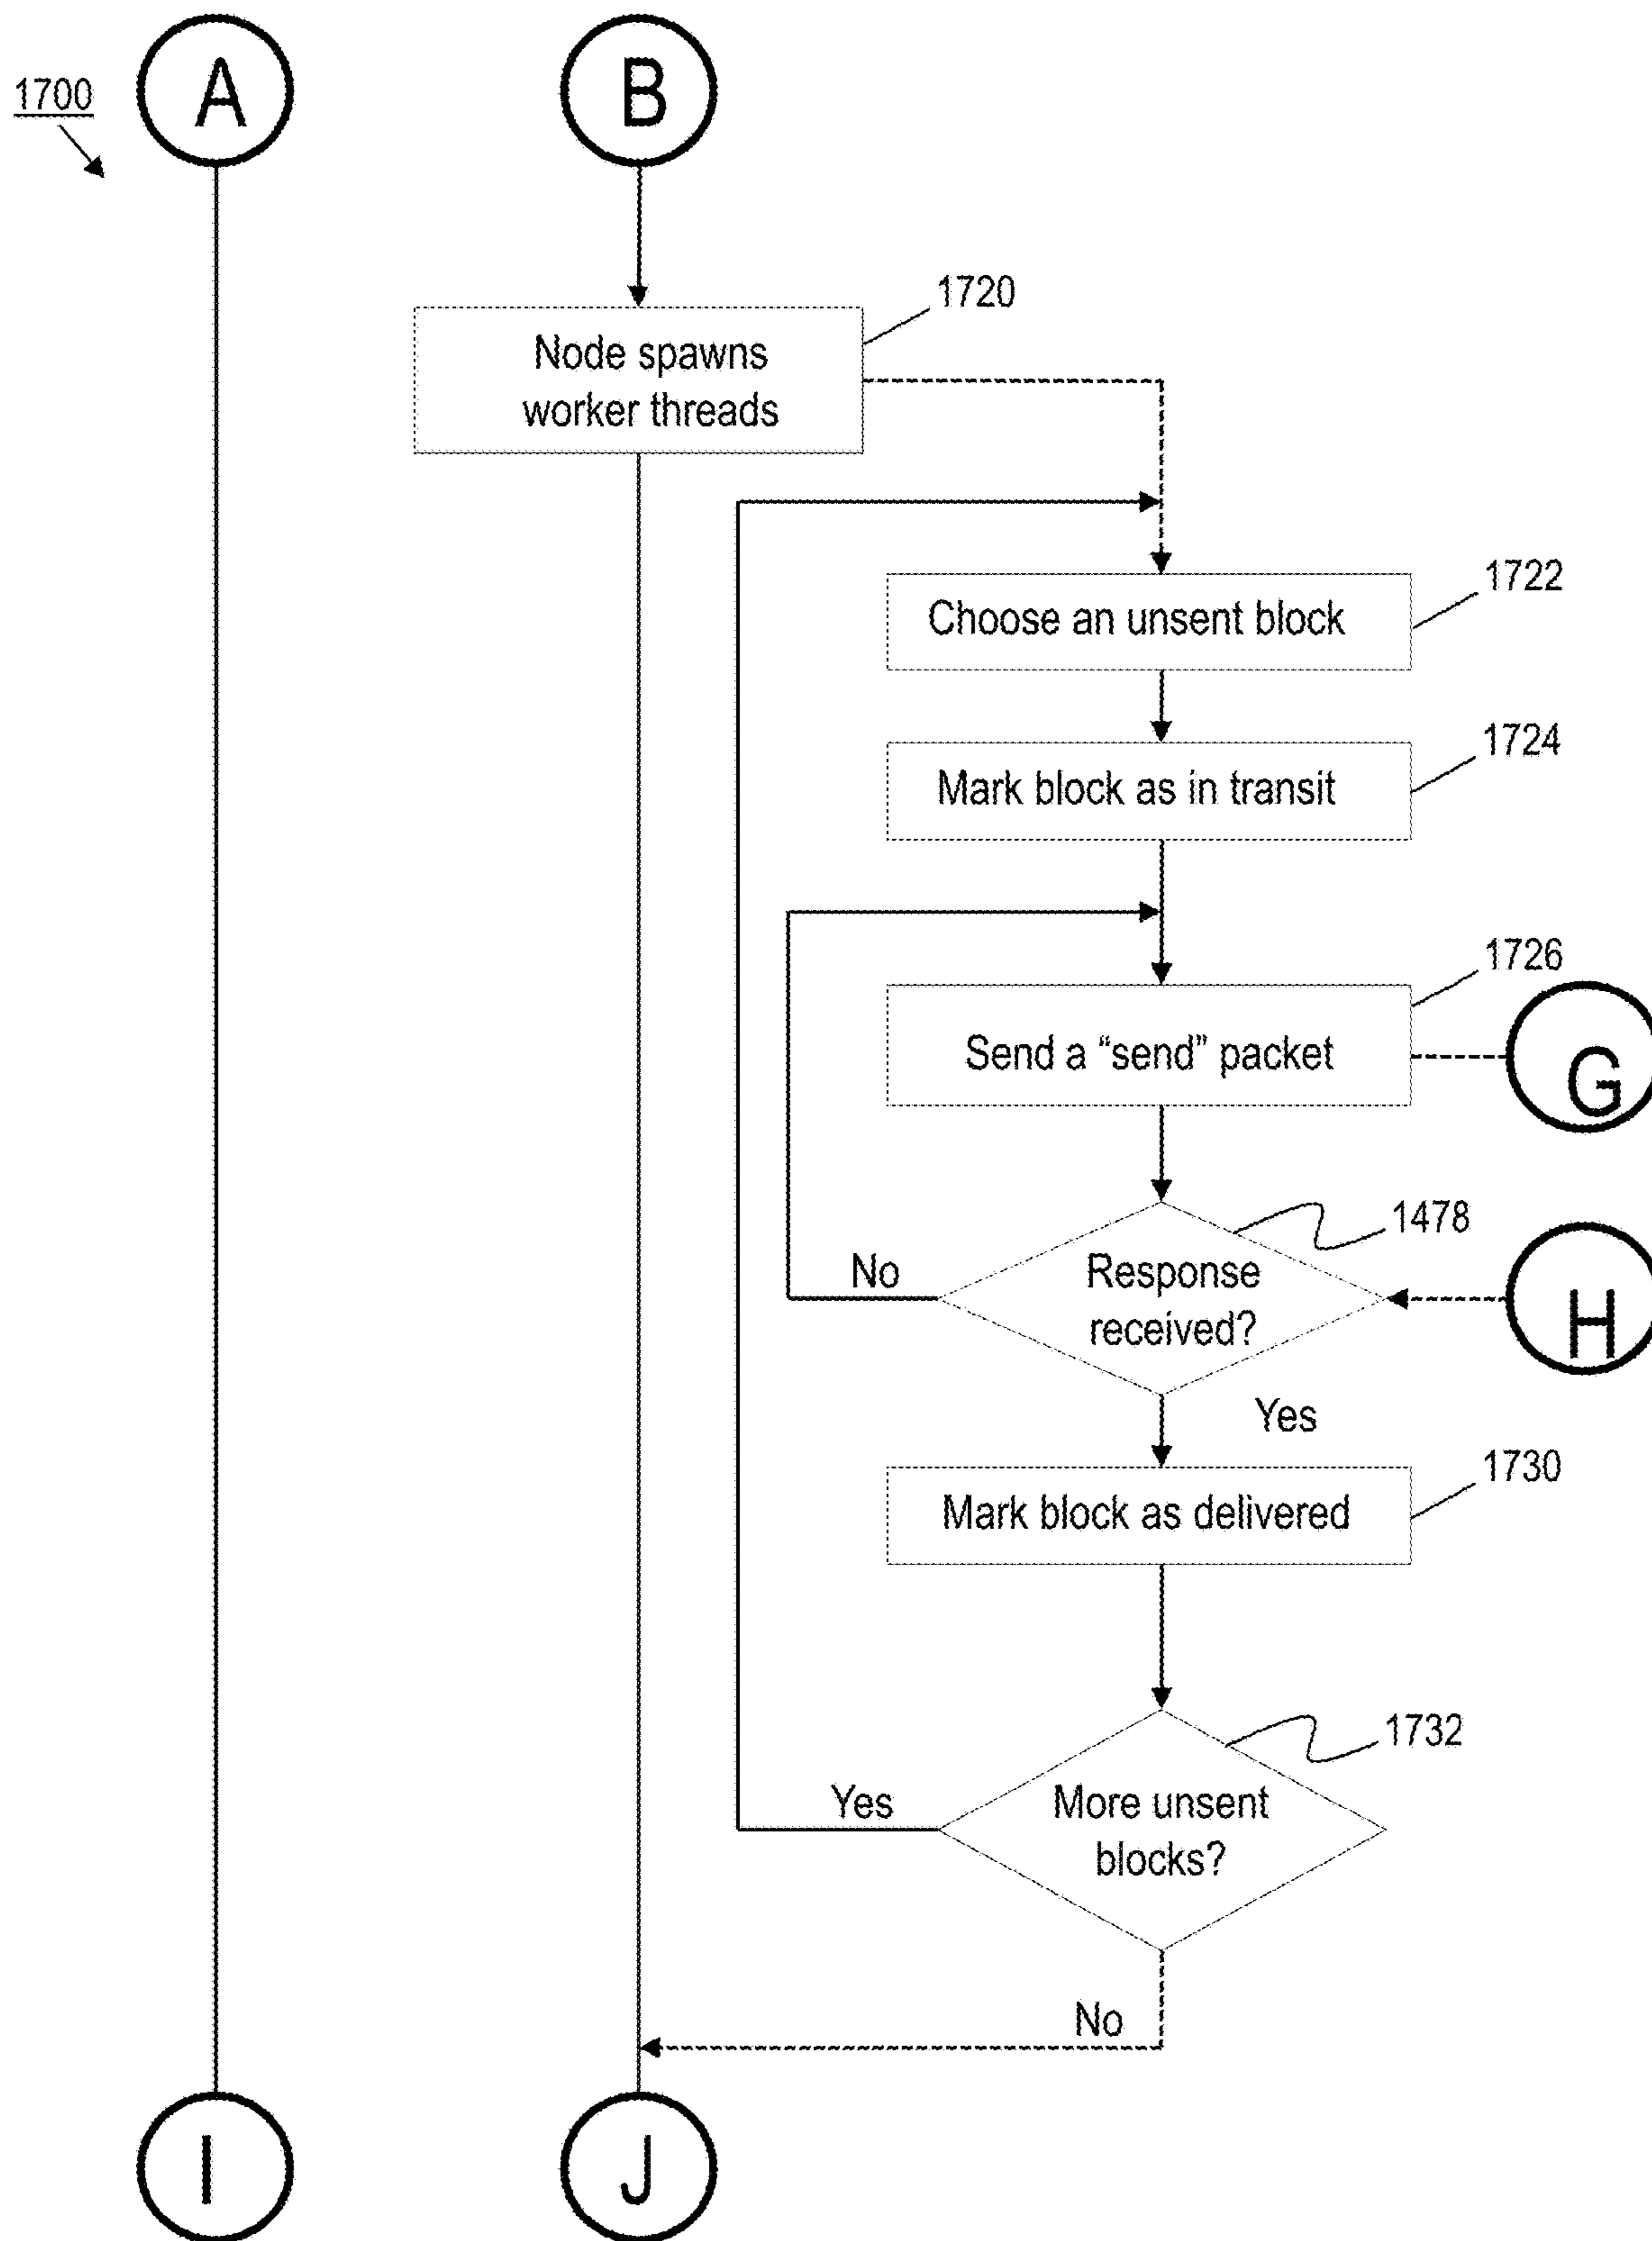 1700
A
B
1720
Node spawns
worker threads
1722
Choose an unsent block
1724
Mark block as in transit
1726
Send a “send” packet
G
1478
No
Response
received?
H
Yes
1730
Mark block as delivered
1732
Yes
More unsent
blocks?
No
I
J